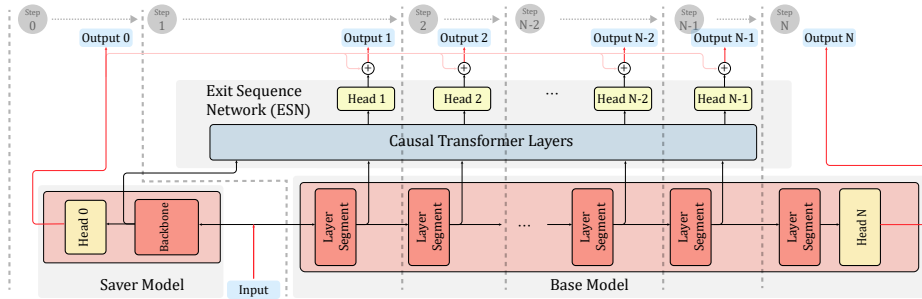 Step 0
Step 1
Step 2
Step N-2
Step N-1
Step N
Output 0
Output 1
Output 2
Output N-2
Output N-1
Output N
Exit Sequence
Network (ESN)
Head 1
Head 2
...
Head N-2
Head N-1
Causal Transformer Layers
Head 0
Backbone
Layer
Segment
Layer
Segment
...
Layer
Segment
Layer
Segment
Layer
Segment
Head N
Saver Model
Input
Base Model